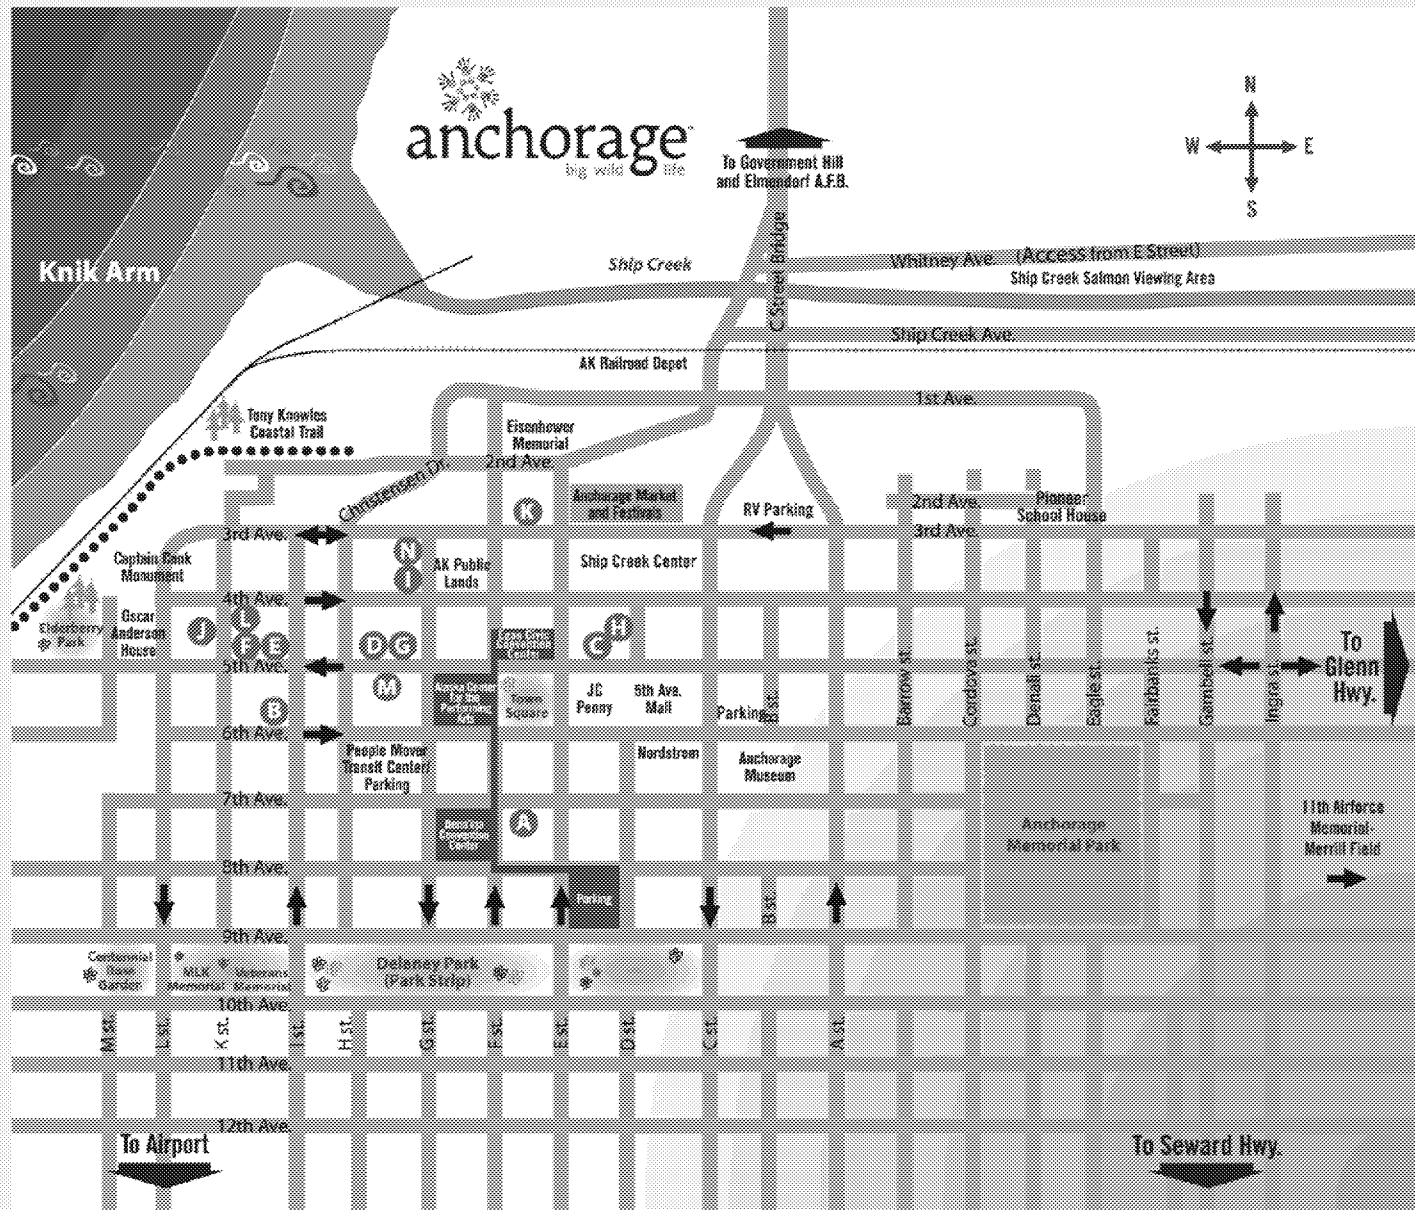 anchorage
big wild life
To Government Hill
and Elmendorf A.F.B.
N
W E
S
Knik Arm
Ship Creek
C Street Bridge
Whitney Ave. (Access from E Street)
Ship Creek Salmon Viewing Area
Ship Creek Ave.
AK Railroad Depot
1st Ave.
Tony Knowles
Coastal Trail
Eisenhower
Memorial
2nd Ave.
Christensen Dr.
K
Anchorage Market
and Festivals
RV Parking
2nd Ave.
Pioneer
School House
3rd Ave.
3rd Ave.
Captain Cook
Monument
N
I
AK Public
Lands
Ship Creek Center
4th Ave.
Elderberry
Park
Oscar
Anderson
House
J
L
F
E
D
G
Egan Civic
Convention
Center
C
H
5th Ave.
To
Glenn
Hwy.
M
B
Town
Square
JC
Penny
5th Ave.
Mall
Parking
B st.
Barrow st.
Cordova st.
Denali st.
Eagle st.
Fairbanks st.
Gambell st.
Ingra st.
6th Ave.
People Mover
Transit Center/
Parking
Nordstrom
Anchorage
Museum
7th Ave.
A
Convention
Center
Anchorage
Memorial Park
11th Airforce
Memorial-
Merrill Field
8th Ave.
Parking
B st.
9th Ave.
Centennial
Rose
Garden
MLK
Memorial
Veterans
Memorial
Delaney Park
(Park Strip)
10th Ave.
M st.
L st.
K st.
I st.
H st.
G st.
F st.
E st.
D st.
C st.
A st.
11th Ave.
12th Ave.
To Airport
To Seward Hwy.